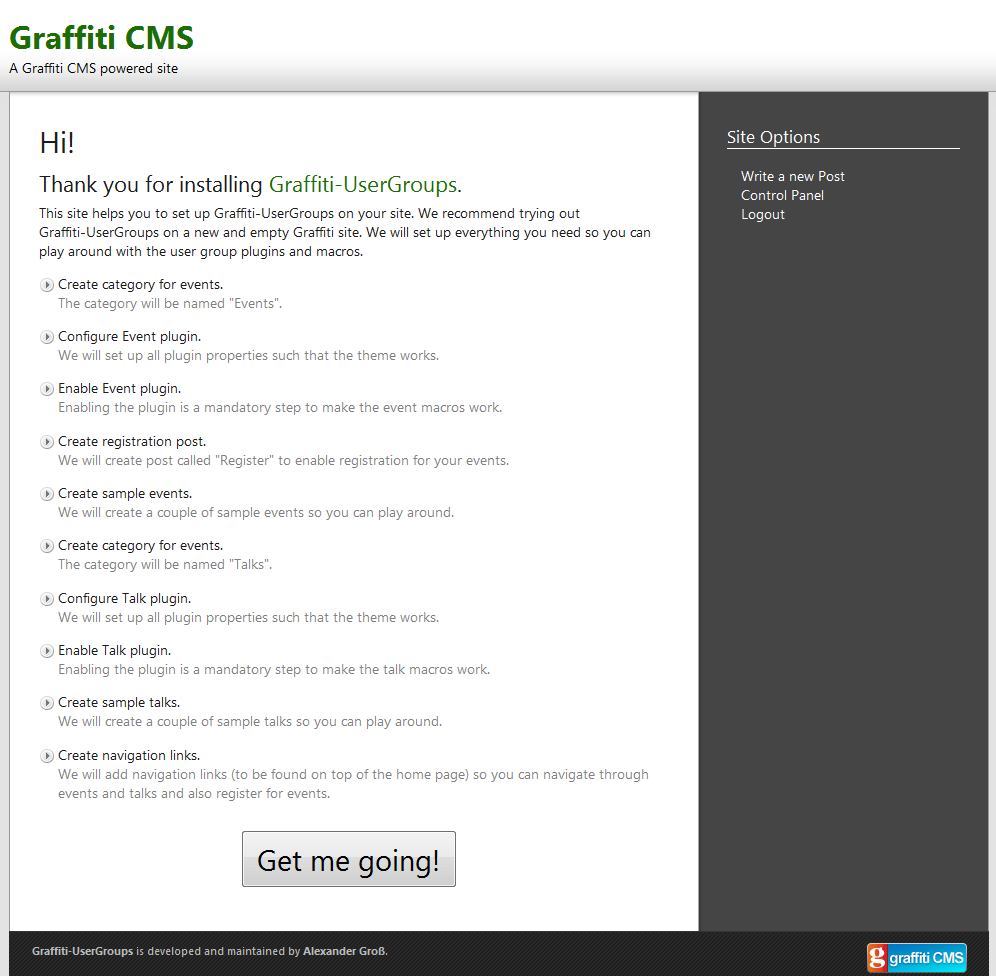 Graffiti CMS
A Graffiti CMS powered site
Hi!
Thank you for installing Graffiti-UserGroups.
This site helps you to set up Graffiti-UserGroups on your site. We recommend trying out
Graffiti-UserGroups on a new and empty Graffiti site. We will set up everything you need so you can
play around with the user group plugins and macros.
Create category for events.
The category will be named "Events".
Configure Event plugin.
We will set up all plugin properties such that the theme works.
Enable Event plugin.
Enabling the plugin is a mandatory step to make the event macros work.
Create registration post.
We will create post called "Register" to enable registration for your events.
Create sample events.
We will create a couple of sample events so you can play around.
Create category for events.
The category will be named "Talks".
Configure Talk plugin.
We will set up all plugin properties such that the theme works.
Enable Talk plugin.
Enabling the plugin is a mandatory step to make the talk macros work.
Create sample talks.
We will create a couple of sample talks so you can play around.
Create navigation links.
We will add navigation links (to be found on top of the home page) so you can navigate through
events and talks and also register for events.
Get me going!
Site Options
Write a new Post
Control Panel
Logout
Graffiti-UserGroups is developed and maintained by Alexander Groß.
g graffiti CMS